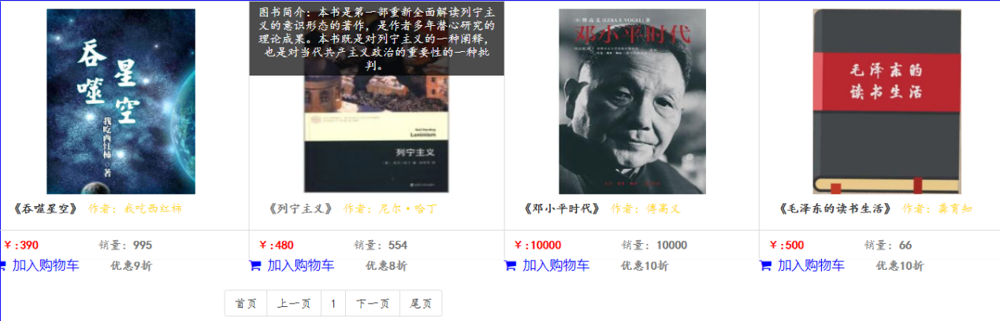 吞噬
星空
我吃西红柿○著
图书简介：本书是第一部重新全面解读列宁主
义的意识形态的著作，是作者多年潜心研究的
理论成果。本书既是对列宁主义的一种阐释，
也是对当代共产主义政治的重要性的一种批
判。
Leninism
列宁主义
[美] 傅高义 (EZRA F. VOGEL) 著
邓小平时代
毛泽东的
读书生活
《吞噬星空》 作者：我吃西红柿
《列宁主义》 作者：尼尔·哈丁
《邓小平时代》 作者：傅高义
《毛泽东的读书生活》 作者：龚育知
￥:390 销量：995
加入购物车 优惠9折
￥:480 销量：554
加入购物车 优惠8折
￥:10000 销量：10000
加入购物车 优惠10折
￥:500 销量：66
加入购物车 优惠10折
首页 上一页 1 下一页 尾页